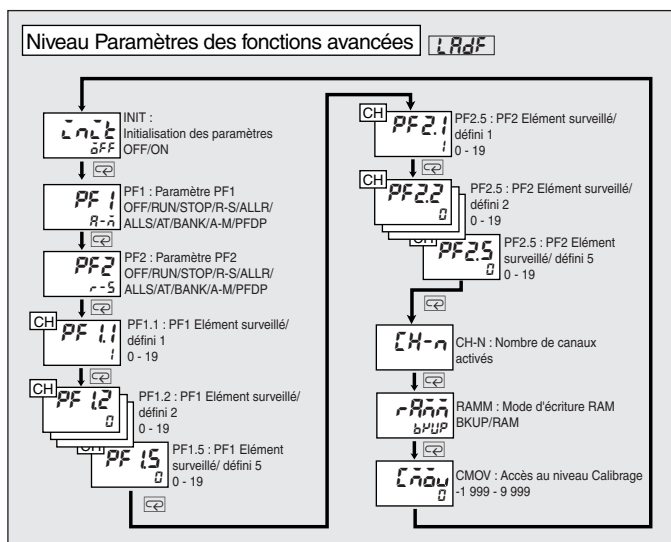 Niveau Paramètres des fonctions avancées L.AdF
init
oFF
INIT :
Initialisation des paramètres
OFF/ON
PF1
A-m
PF1 : Paramètre PF1
OFF/RUN/STOP/R-S/ALLR/
ALLS/AT/BANK/A-M/PFDP
PF2
r-S
PF2 : Paramètre PF2
OFF/RUN/STOP/R-S/ALLR/
ALLS/AT/BANK/A-M/PFDP
CH
PF1.1
1
PF1.1 : PF1 Elément surveillé/
défini 1
0 - 19
CH
PF1.2
0
PF1.2 : PF1 Elément surveillé/
défini 2
0 - 19
CH
PF1.5
0
PF1.5 : PF1 Elément
surveillé/ défini 5
0 - 19
CH
PF2.1
1
PF2.5 : PF2 Elément surveillé/
défini 1
0 - 19
CH
PF2.2
0
PF2.5 : PF2 Elément surveillé/
défini 2
0 - 19
CH
PF2.5
0
PF2.5 : PF2 Elément
surveillé/ défini 5
0 - 19
CH-n
CH-N : Nombre de canaux
activés
rAmm
bKUP
RAMM : Mode d'écriture RAM
BKUP/RAM
Cmov
0
CMOV : Accès au niveau Calibrage
-1 999 - 9 999